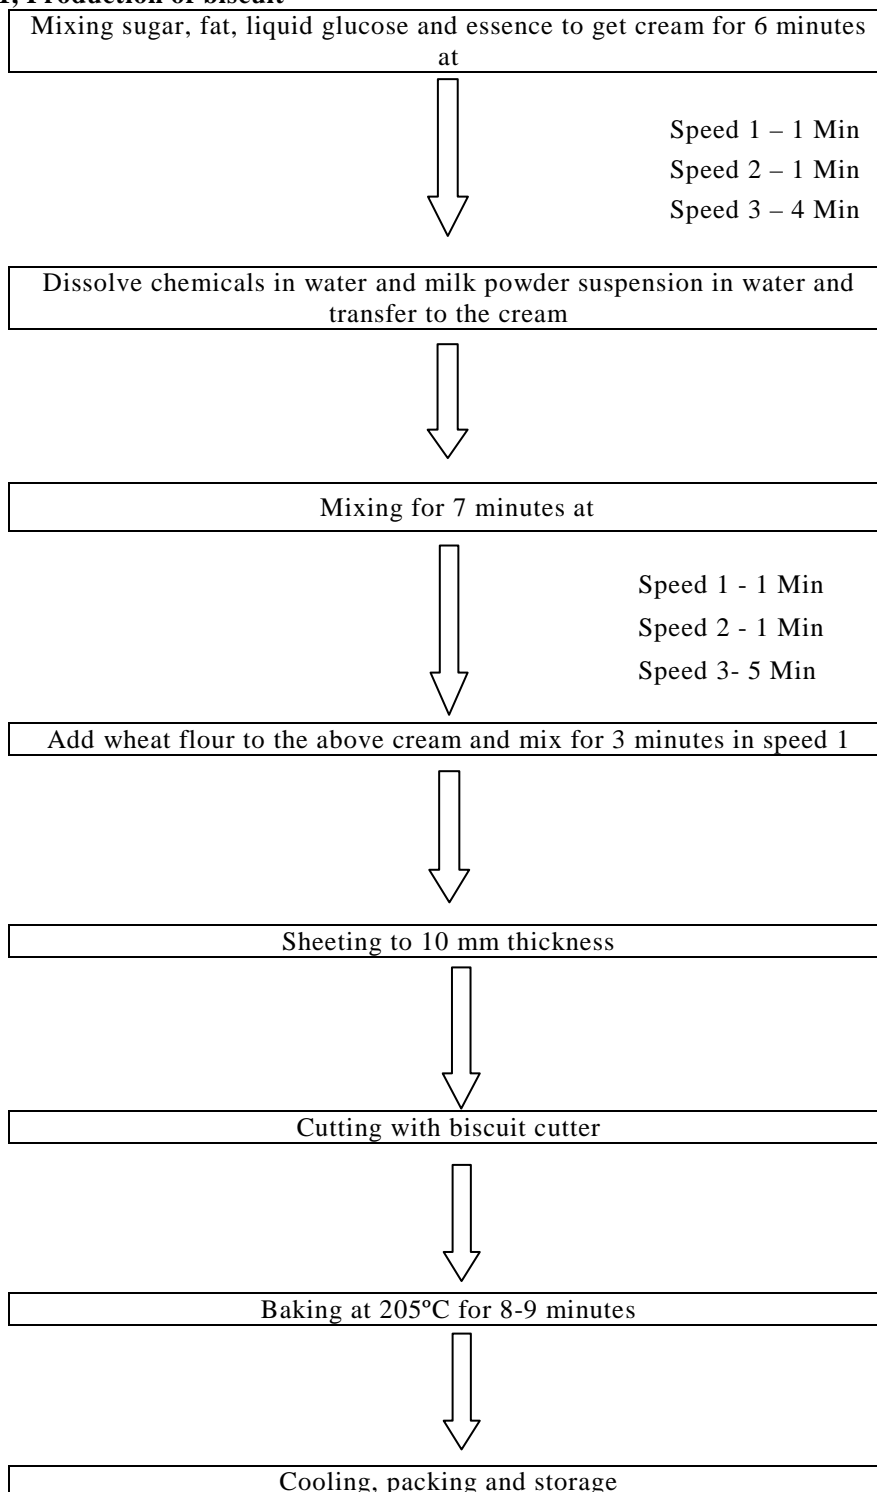 Production of biscuit
Mixing sugar, fat, liquid glucose and essence to get cream for 6 minutes
at
Speed 1 – 1 Min
Speed 2 – 1 Min
Speed 3 – 4 Min
Dissolve chemicals in water and milk powder suspension in water and
transfer to the cream
Mixing for 7 minutes at
Speed 1 - 1 Min
Speed 2 - 1 Min
Speed 3- 5 Min
Add wheat flour to the above cream and mix for 3 minutes in speed 1
Sheeting to 10 mm thickness
Cutting with biscuit cutter
Baking at 205ºC for 8-9 minutes
Cooling, packing and storage